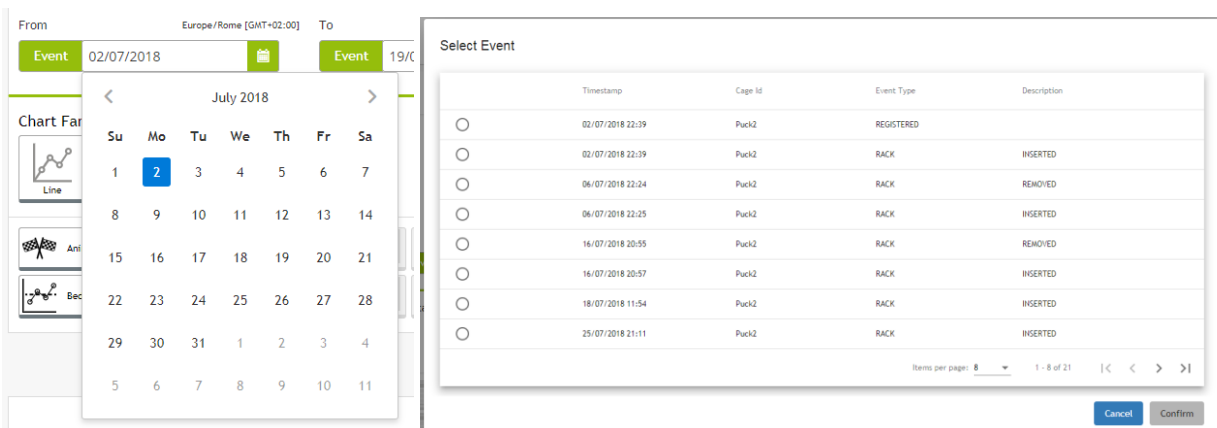 From Europe/Rome [GMT+02:00] To
Event 02/07/2018 Event 19/0
July 2018
Chart Far
Su Mo Tu We Th Fr Sa
1 2 3 4 5 6 7
Line
8 9 10 11 12 13 14
Ani
15 16 17 18 19 20 21
Bec
22 23 24 25 26 27 28
29 30 31 1 2 3 4
5 6 7 8 9 10 11
Select Event
Timestamp Cage Id Event Type Description
02/07/2018 22:39 Puck2 REGISTERED
02/07/2018 22:39 Puck2 RACK INSERTED
06/07/2018 22:24 Puck2 RACK REMOVED
06/07/2018 22:25 Puck2 RACK INSERTED
16/07/2018 20:55 Puck2 RACK REMOVED
16/07/2018 20:57 Puck2 RACK INSERTED
18/07/2018 11:54 Puck2 RACK INSERTED
25/07/2018 21:11 Puck2 RACK INSERTED
Items per page: 8 1 - 8 of 21
Cancel Confirm